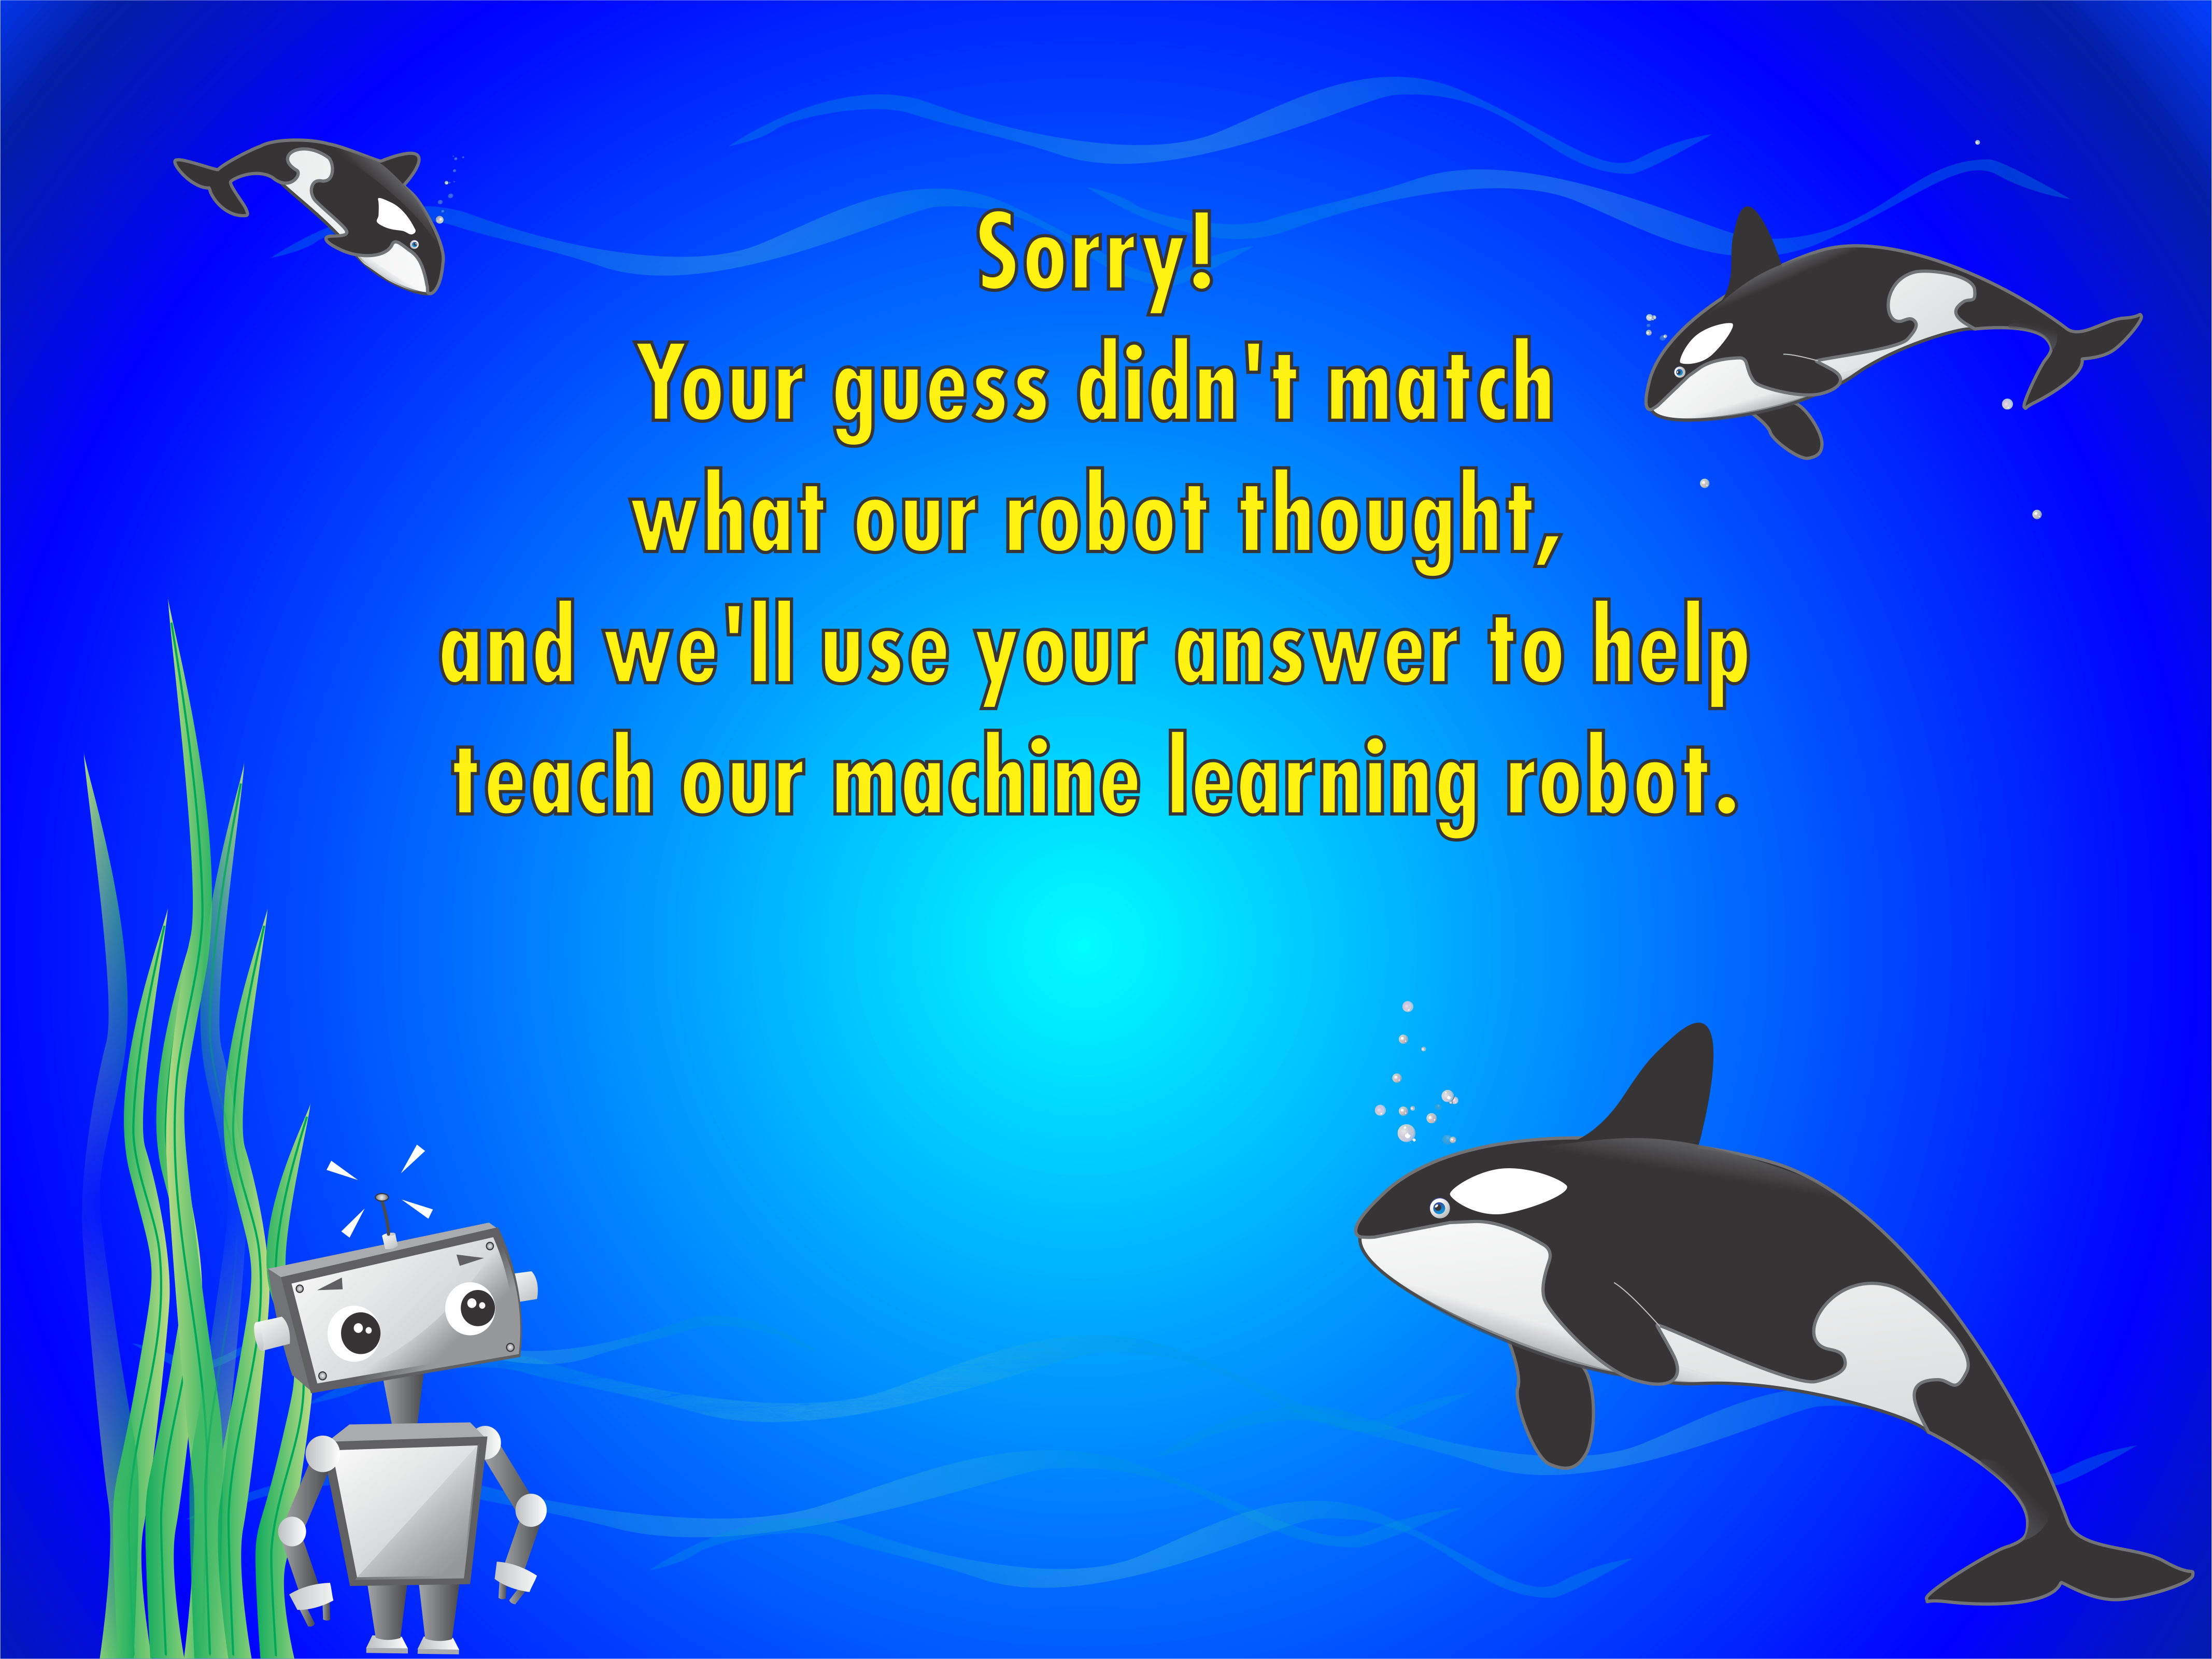 Sorry!
Your guess didn't match
what our robot thought,
and we'll use your answer to help
teach our machine learning robot.